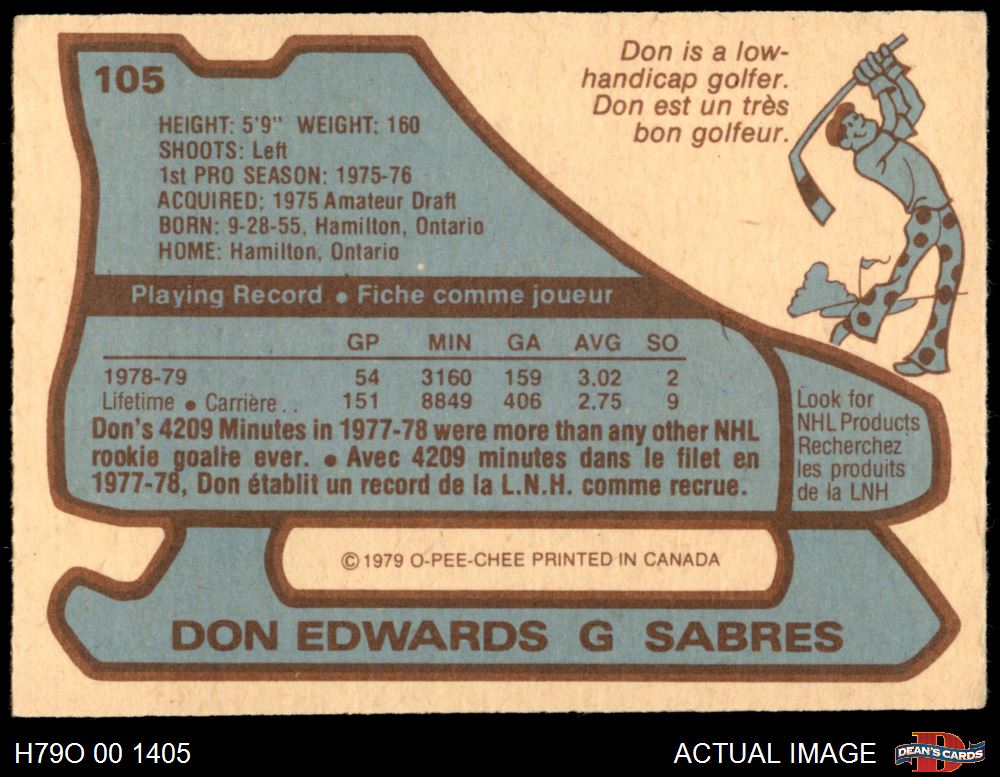 105
Don is a low-
handicap golfer.
Don est un très
bon golfeur.
HEIGHT: 5'9" WEIGHT: 160
SHOOTS: Left
1st PRO SEASON: 1975-76
ACQUIRED: 1975 Amateur Draft
BORN: 9-28-55, Hamilton, Ontario
HOME: Hamilton, Ontario
Playing Record ● Fiche comme joueur
GP MIN GA AVG SO
1978-79 54 3160 159 3.02 2
Lifetime ● Carrière .. 151 8849 406 2.75 9
Don's 4209 Minutes in 1977-78 were more than any other NHL
rookie goalie ever. ● Avec 4209 minutes dans le filet en
1977-78, Don établit un record de la L.N.H. comme recrue.
Look for
NHL Products
Recherchez
les produits
de la LNH
© 1979 O-PEE-CHEE PRINTED IN CANADA
DON EDWARDS G SABRES
H79O 00 1405
ACTUAL IMAGE
D
DEAN'S CARDS